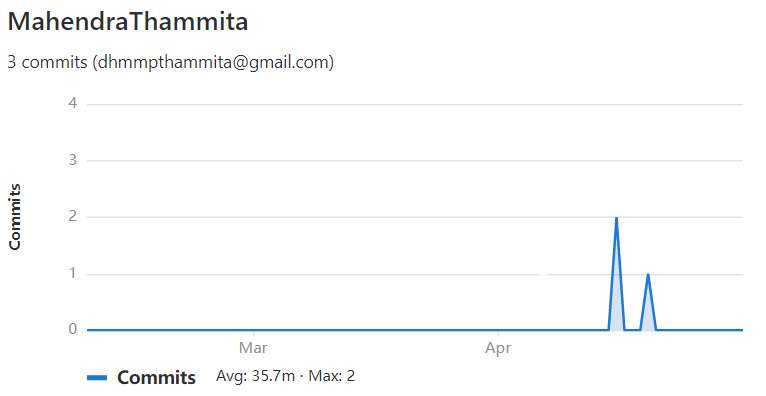 MahendraThammita
3 commits (dhmmpthammita@gmail.com)
4
3
2
1
0
Commits
Mar Apr
Commits Avg: 35.7m · Max: 2